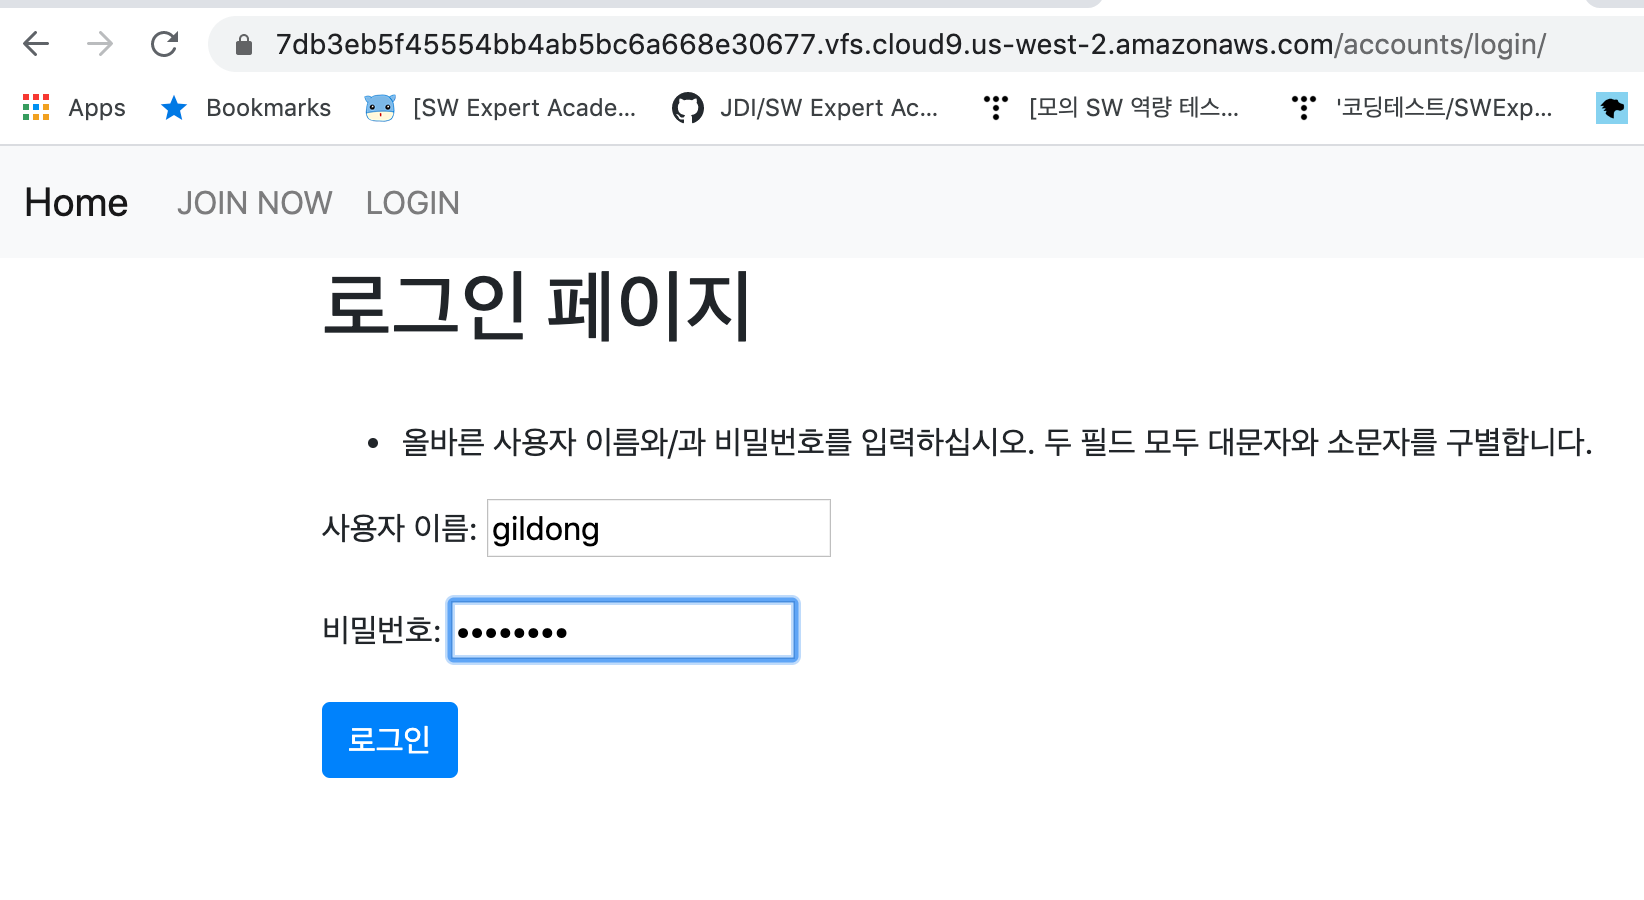 7db3eb5f45554bb4ab5bc6a668e30677.vfs.cloud9.us-west-2.amazonaws.com/accounts/login/
Apps Bookmarks [SW Expert Acade... JDI/SW Expert Ac... [모의 SW 역량 테스... '코딩테스트/SWExp...
Home JOIN NOW LOGIN
로그인 페이지
• 올바른 사용자 이름와/과 비밀번호를 입력하십시오. 두 필드 모두 대문자와 소문자를 구별합니다.
사용자 이름: gildong
비밀번호: ••••••••
로그인